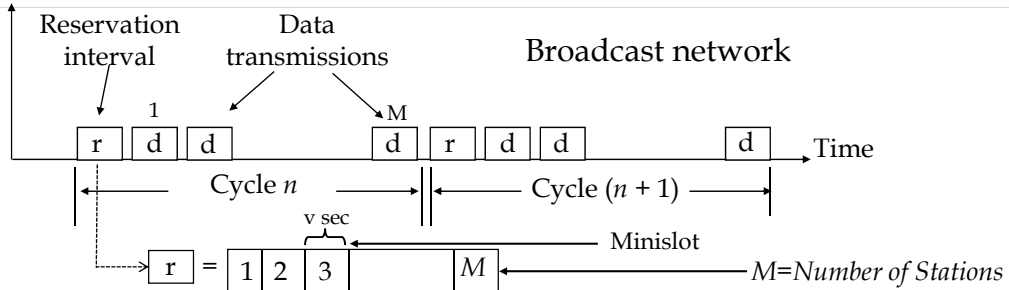 Reservation interval
Data transmissions
Broadcast network
1
M
r
d
d
d
r
d
d
d
Time
Cycle n
Cycle (n + 1)
v sec
Minislot
r = 1 2 3 M
M=Number of Stations